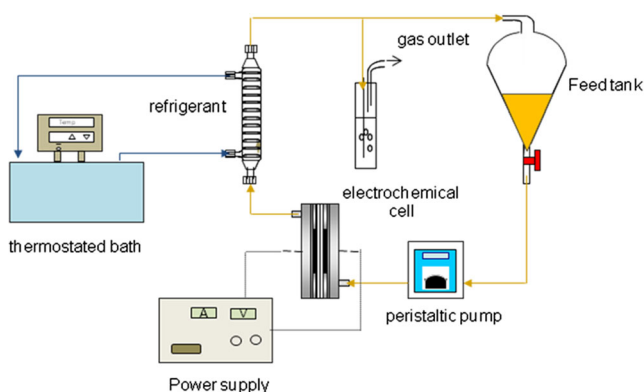 gas outlet
Feed tank
refrigerant
Temp
electrochemical
cell
thermostated bath
A
V
peristaltic pump
Power supply